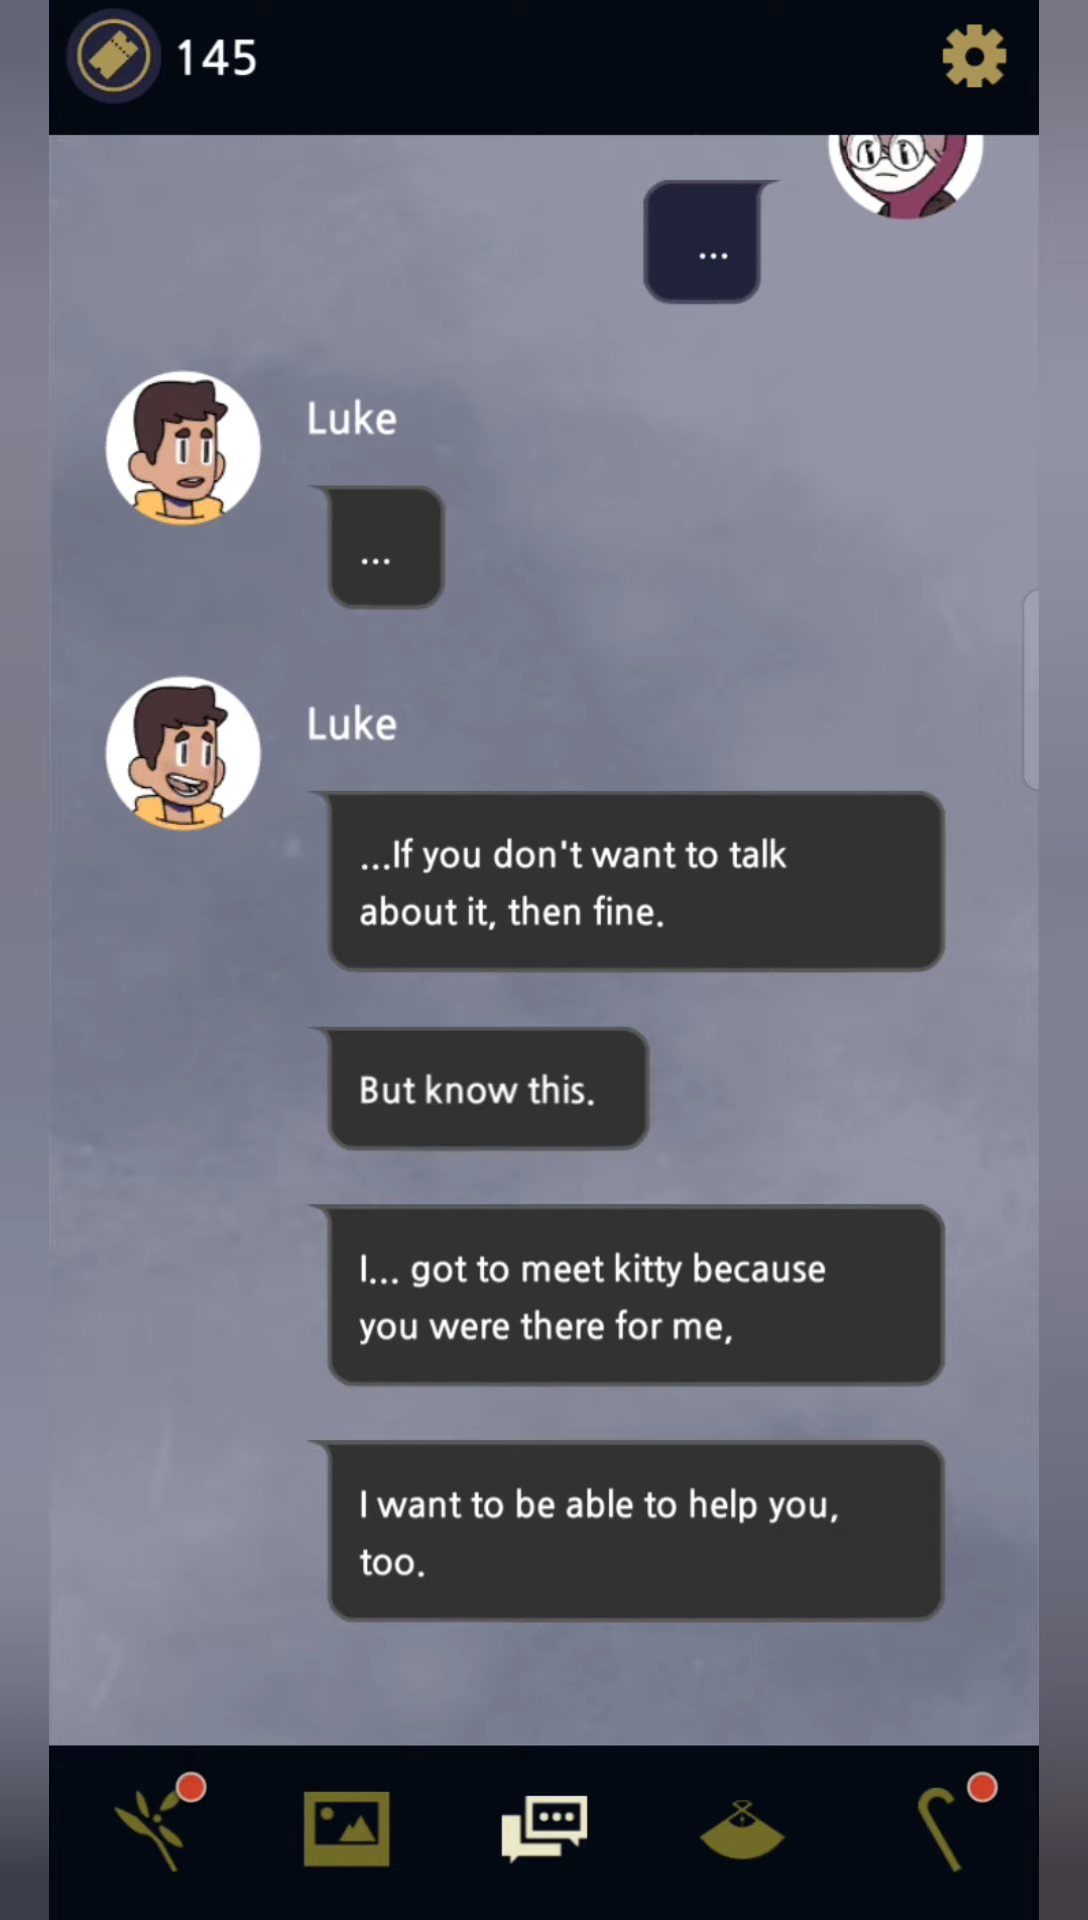 145
...
Luke
...
Luke
...If you don't want to talk
about it, then fine.
But know this.
I... got to meet kitty because
you were there for me,
I want to be able to help you,
too.